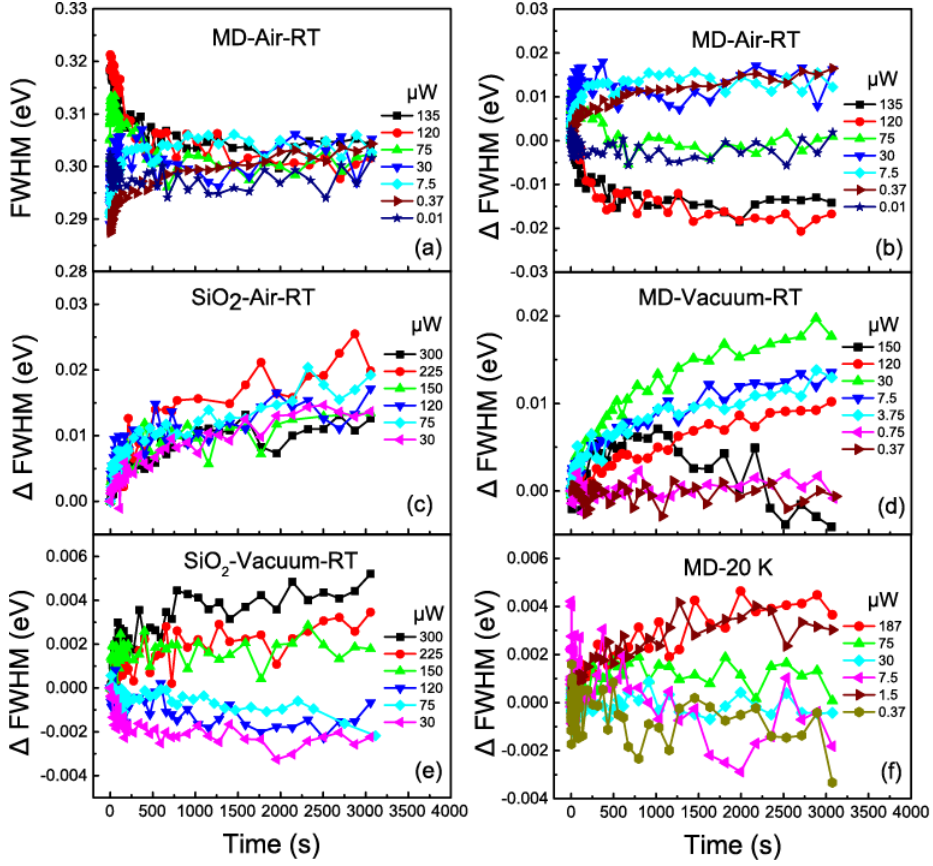 0.33
0.32
0.31
0.30
0.29
0.28
FWHM (eV)
MD-Air-RT
µW
135
120
75
30
7.5
0.37
0.01
(a)
0.03
0.02
0.01
0.00
-0.01
-0.02
-0.03
Δ FWHM (eV)
MD-Air-RT
µW
135
120
75
30
7.5
0.37
0.01
(b)
0.03
0.02
0.01
0.00
Δ FWHM (eV)
SiO2-Air-RT
µW
300
225
150
120
75
30
(c)
0.02
0.01
0.00
Δ FWHM (eV)
MD-Vacuum-RT
µW
150
120
30
7.5
3.75
0.75
0.37
(d)
0.006
0.004
0.002
0.000
-0.002
-0.004
Δ FWHM (eV)
SiO2-Vacuum-RT
µW
300
225
150
120
75
30
(e)
0 500 1000 1500 2000 2500 3000 3500 4000
Time (s)
0.006
0.004
0.002
0.000
-0.002
-0.004
Δ FWHM (eV)
MD-20 K
µW
187
75
30
7.5
1.5
0.37
(f)
0 500 1000 1500 2000 2500 3000 3500 4000
Time (s)